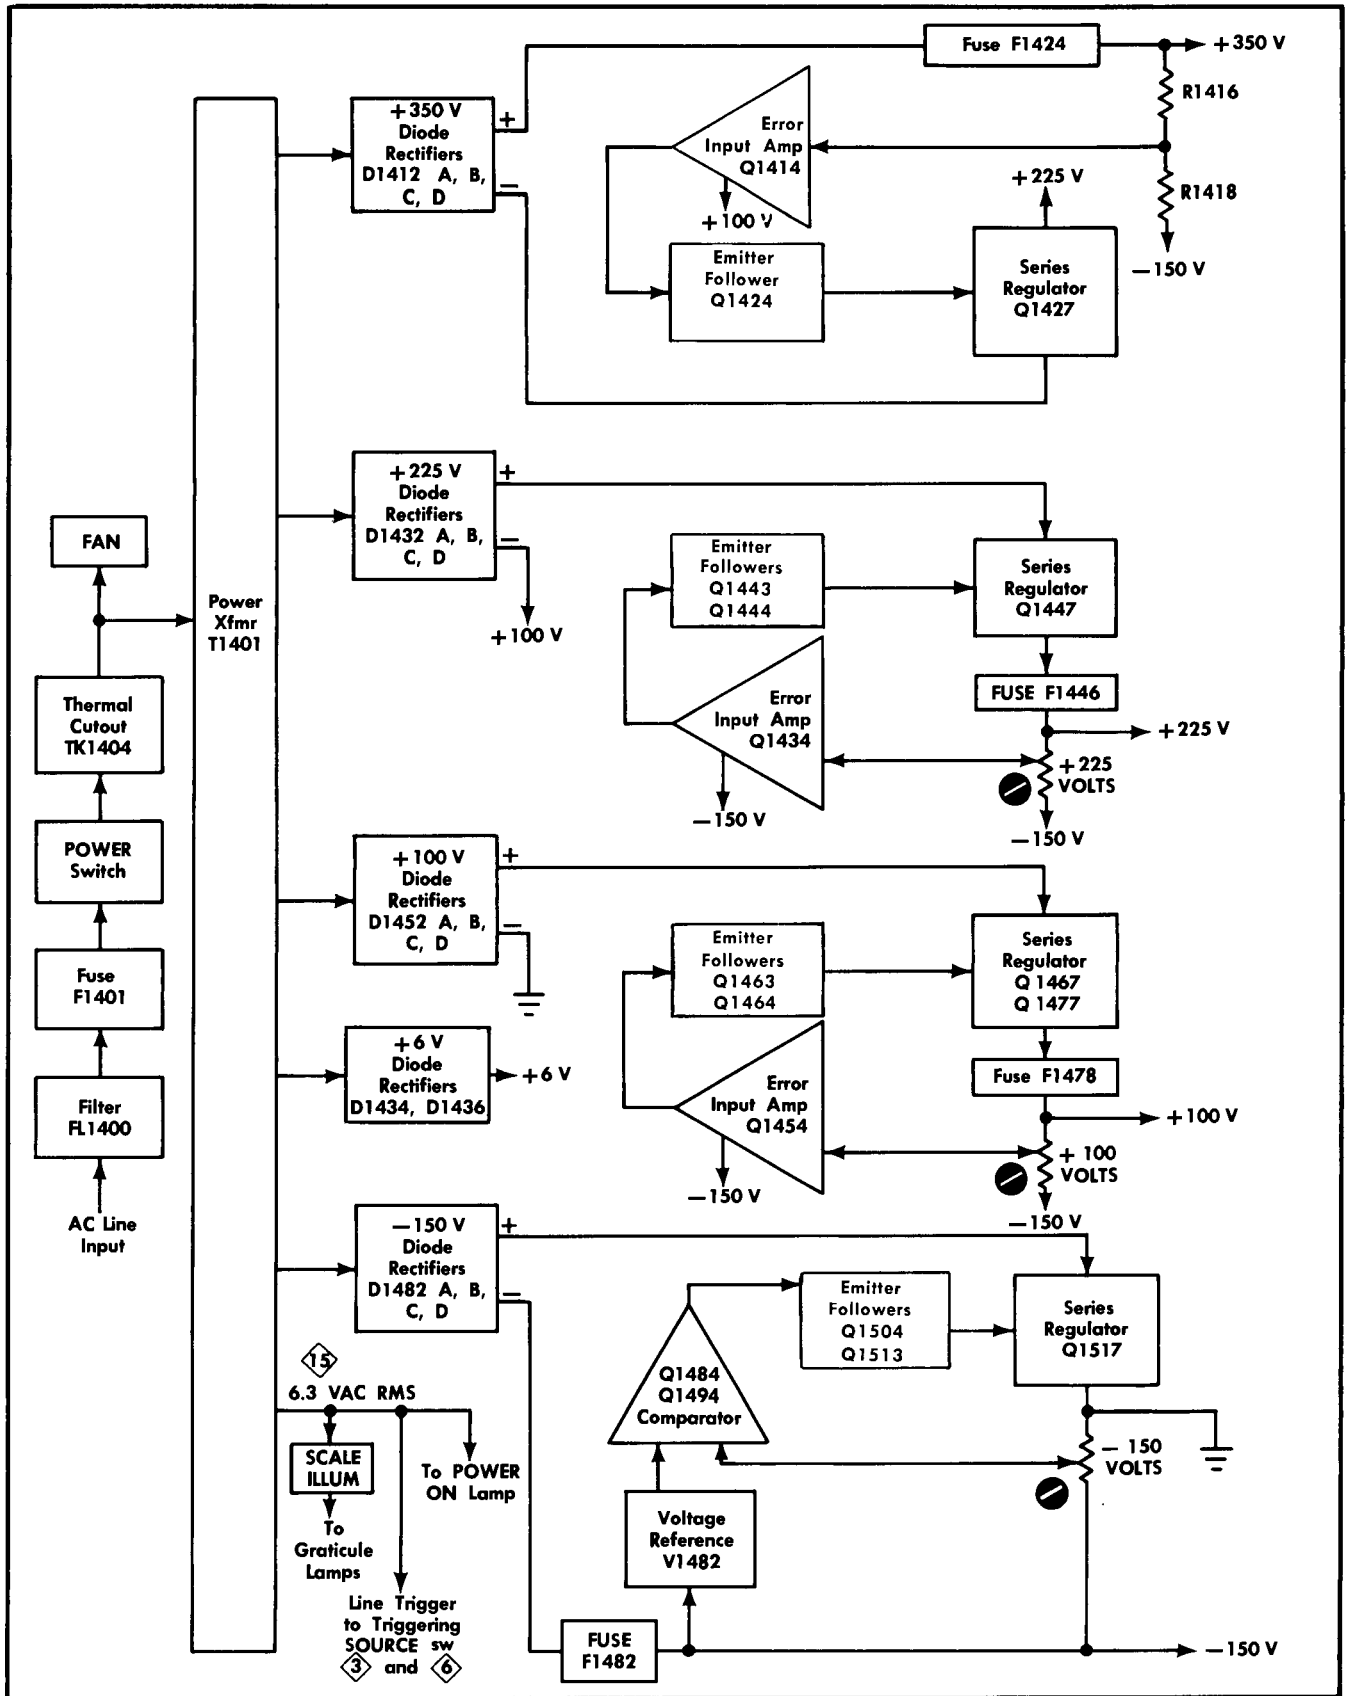 Fuse F1424
+350 V
R1416
+350 V
Diode
Rectifiers
D1412 A, B,
C, D
+
−
Error
Input Amp
Q1414
+100 V
R1418
−150 V
+225 V
Emitter
Follower
Q1424
Series
Regulator
Q1427
+225 V
Diode
Rectifiers
D1432 A, B,
C, D
+
−
+100 V
Emitter
Followers
Q1443
Q1444
Series
Regulator
Q1447
FUSE F1446
+225 V
+225
VOLTS
−150 V
Error
Input Amp
Q1434
−150 V
FAN
Thermal
Cutout
TK1404
POWER
Switch
Fuse
F1401
Filter
FL1400
AC Line
Input
Power
Xfmr
T1401
+100 V
Diode
Rectifiers
D1452 A, B,
C, D
+
−
Emitter
Followers
Q1463
Q1464
Series
Regulator
Q 1467
Q 1477
Fuse F1478
+100 V
+ 100
VOLTS
−150 V
Error
Input Amp
Q1454
−150 V
+6 V
Diode
Rectifiers
D1434, D1436
+6 V
−150 V
Diode
Rectifiers
D1482 A, B,
C, D
+
−
Emitter
Followers
Q1504
Q1513
Series
Regulator
Q1517
Q1484
Q1494
Comparator
− 150
VOLTS
Voltage
Reference
V1482
FUSE
F1482
−150 V
15
6.3 VAC RMS
SCALE
ILLUM
To
Graticule
Lamps
To POWER
ON Lamp
Line Trigger
to Triggering
SOURCE sw
3 and 6